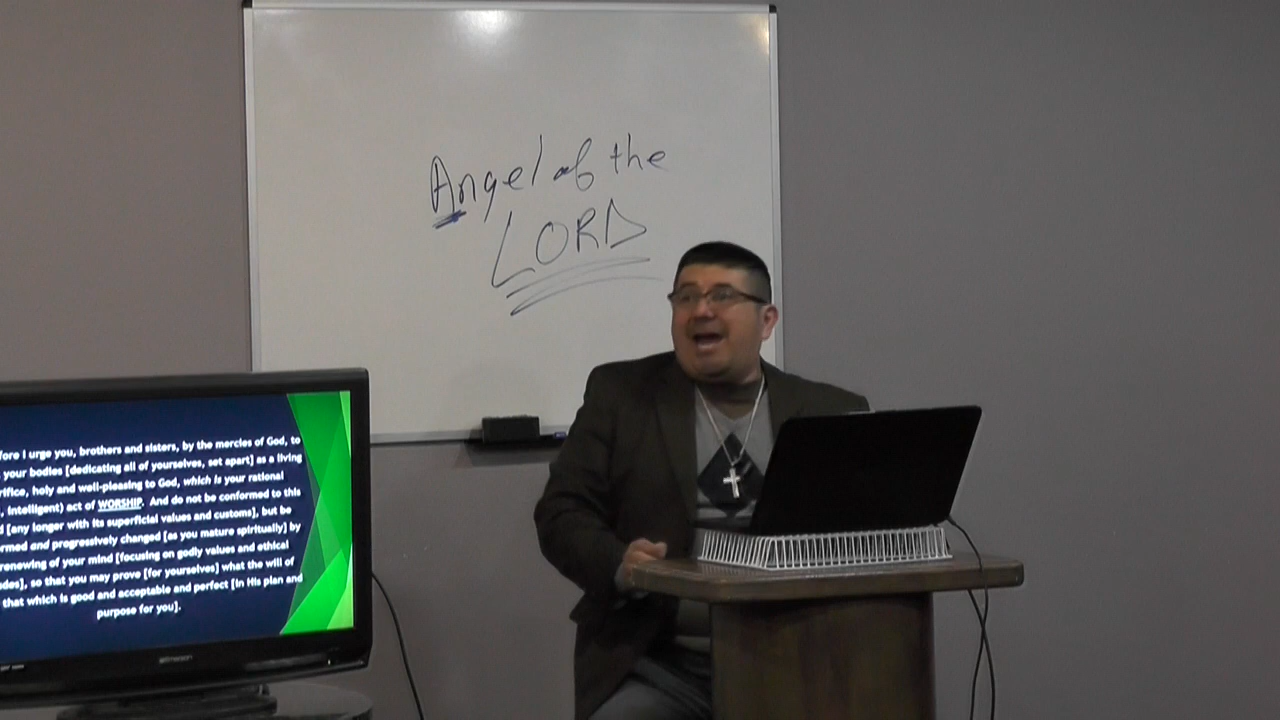 Angel of the
LORD
fore I urge you, brothers and sisters, by the mercies of God, to
your bodies [dedicating all of yourselves, set apart] as a living
rifice, holy and well-pleasing to God, which is your rational
, intelligent) act of WORSHIP. And do not be conformed to this
d [any longer with its superficial values and customs], but be
ormed and progressively changed [as you mature spiritually] by
renewing of your mind [focusing on godly values and ethical
udes], so that you may prove [for yourselves] what the will of
that which is good and acceptable and perfect [in His plan and
purpose for you].